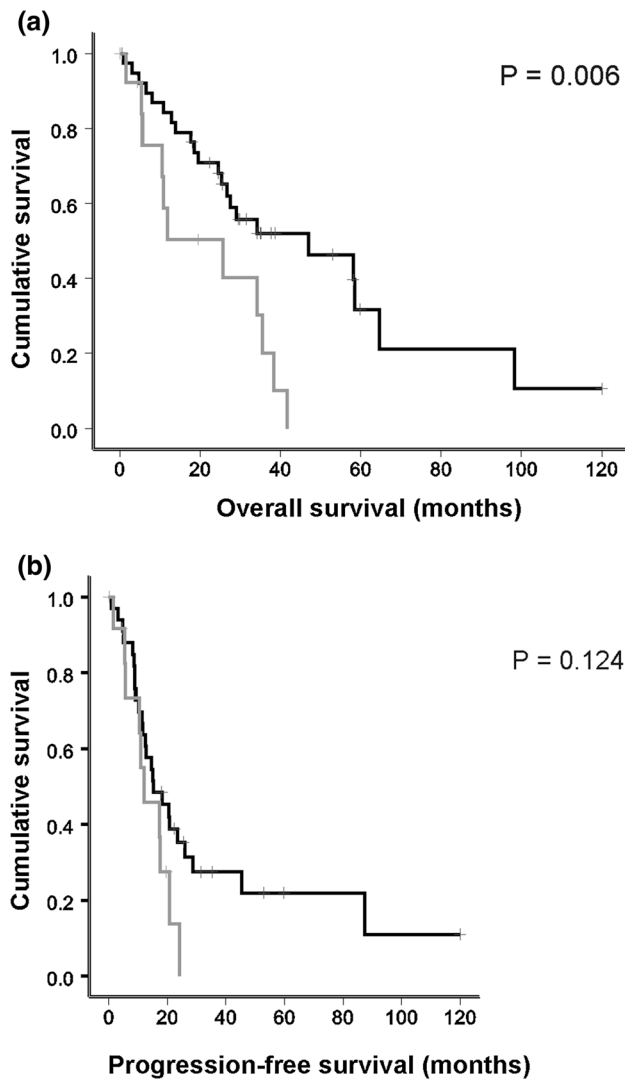 (a)
P = 0.006
Cumulative survival
1.0
0.8
0.6
0.4
0.2
0.0
0 20 40 60 80 100 120
Overall survival (months)
(b)
P = 0.124
Cumulative survival
1.0
0.8
0.6
0.4
0.2
0.0
0 20 40 60 80 100 120
Progression-free survival (months)